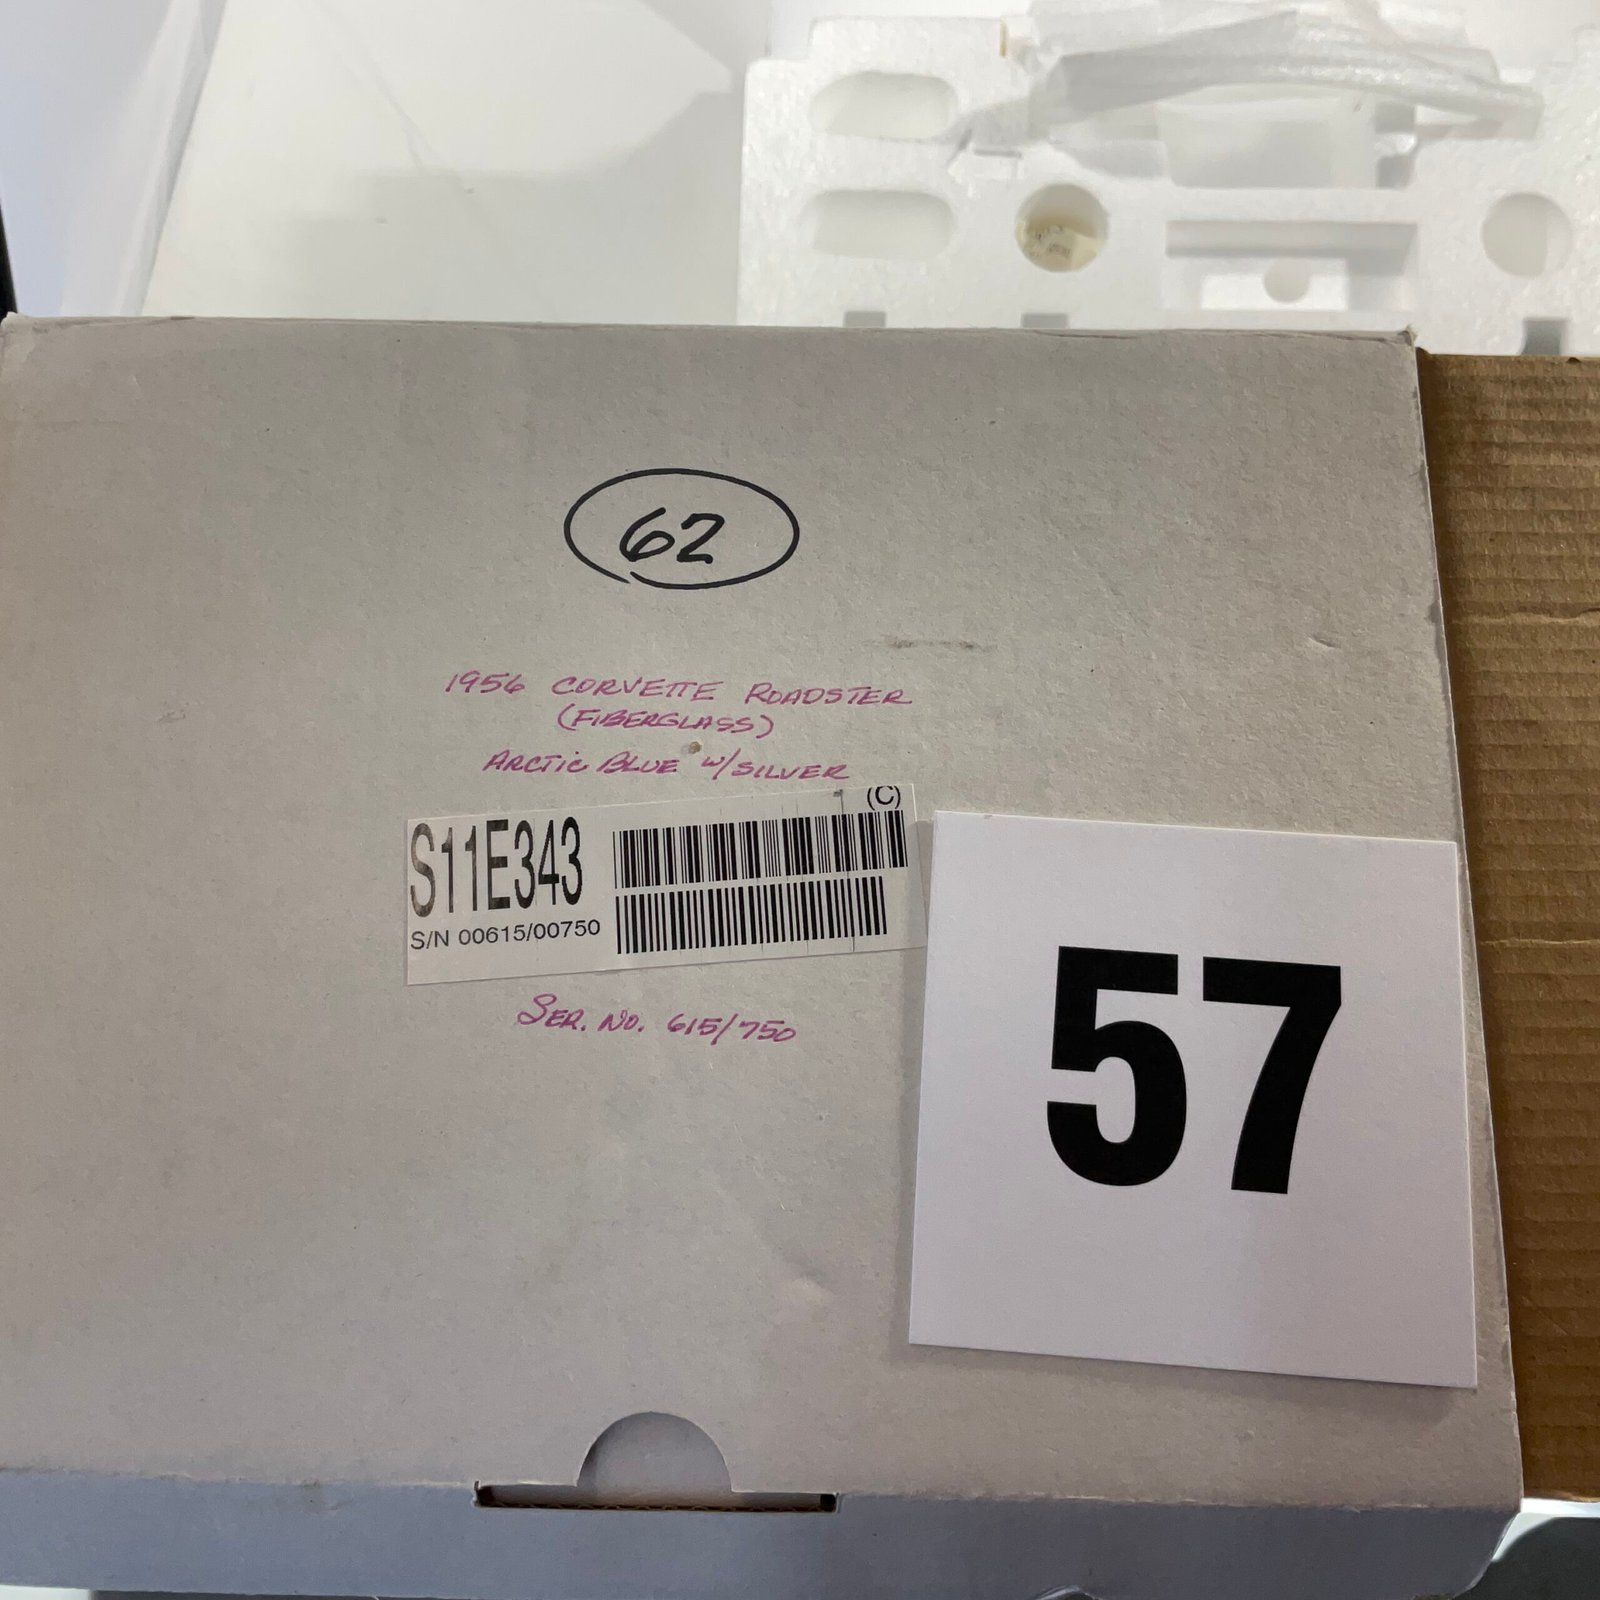 62
1956 CORVETTE ROADSTER
(FIBERGLASS)
ARCTIC BLUE W/SILVER
(C)
S11E343
S/N 00615/00750
SER. NO. 615/750
57